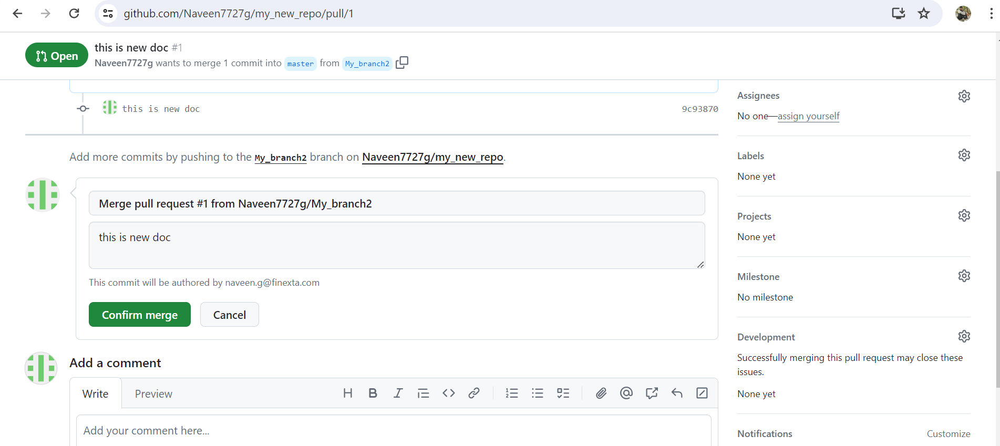 github.com/Naveen7727g/my_new_repo/pull/1
Open
this is new doc #1
Naveen7727g wants to merge 1 commit into master from My_branch2
this is new doc 9c93870
Add more commits by pushing to the My_branch2 branch on Naveen7727g/my_new_repo.
Merge pull request #1 from Naveen7727g/My_branch2
this is new doc
This commit will be authored by naveen.g@finexta.com
Confirm merge Cancel
Add a comment
Write Preview
Add your comment here...
Assignees
No one—assign yourself
Labels
None yet
Projects
None yet
Milestone
No milestone
Development
Successfully merging this pull request may close these
issues.
None yet
Notifications Customize